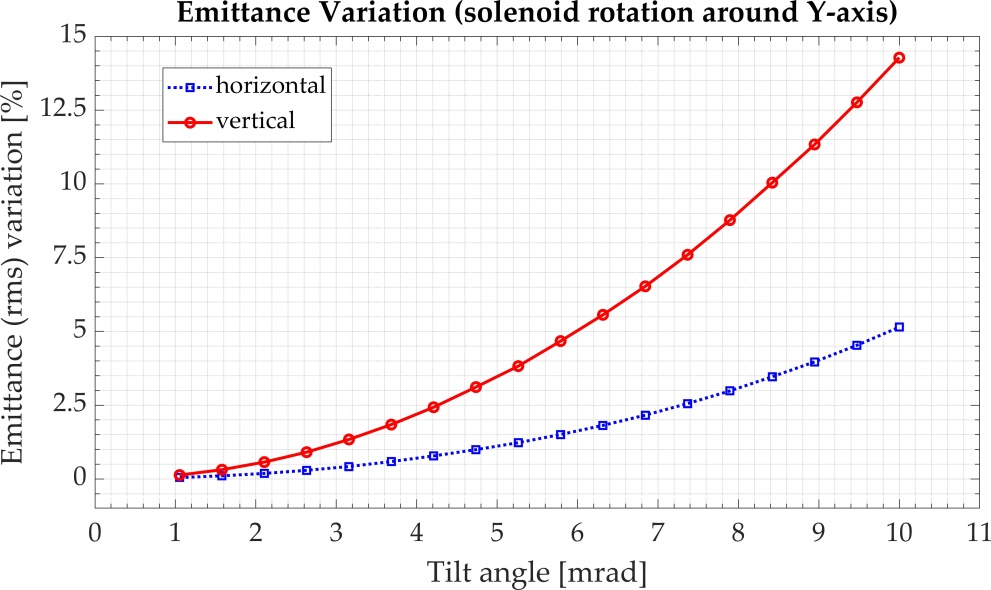 Emittance Variation (solenoid rotation around Y-axis)
15
12.5
10
7.5
5
2.5
0
Emittance (rms) variation [%]
horizontal
vertical
0 1 2 3 4 5 6 7 8 9 10 11
Tilt angle [mrad]